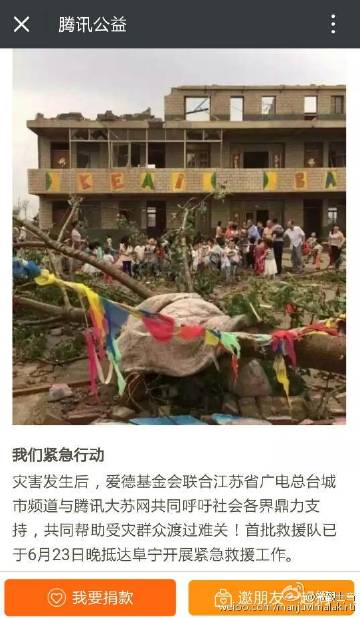 腾讯公益
KEAI BA
我们紧急行动
灾害发生后，爱德基金会联合江苏省广电总台城
市频道与腾讯大苏网共同呼吁社会各界鼎力支
持，共同帮助受灾群众渡过难关！首批救援队已
于6月23日晚抵达阜宁开展紧急救援工作。
我要捐款
邀朋友一起
weibo.com/manjuvimalakirti